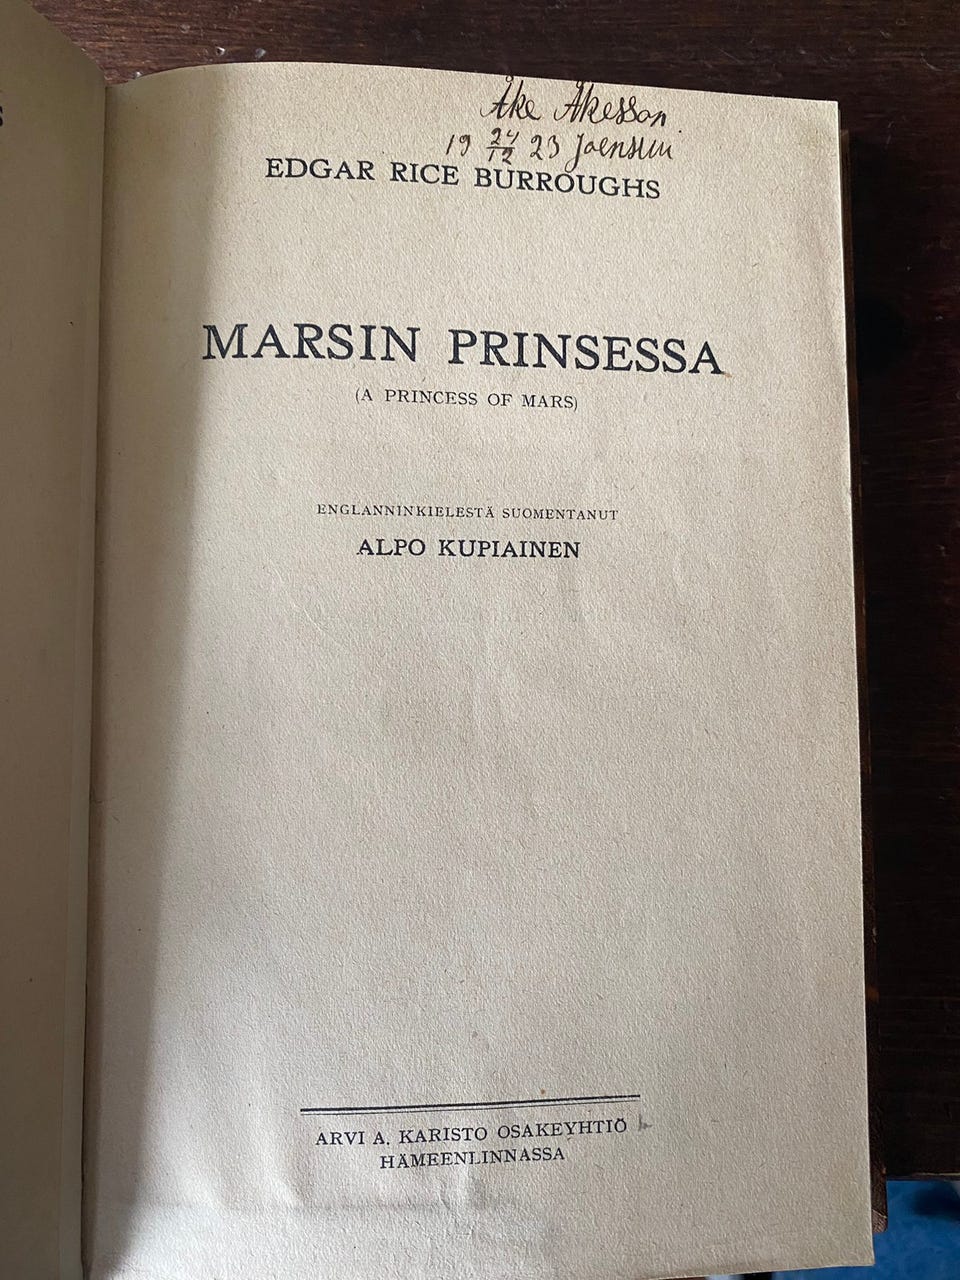 Åke Åkesson.
19 24/12 23 Joensuu
EDGAR RICE BURROUGHS
MARSIN PRINSESSA
(A PRINCESS OF MARS)
ENGLANNINKIELESTÄ SUOMENTANUT
ALPO KUPIAINEN
ARVI A. KARISTO OSAKEYHTIÖ
HÄMEENLINNASSA